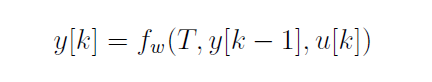 y[k] = f_w(T, y[k − 1], u[k])